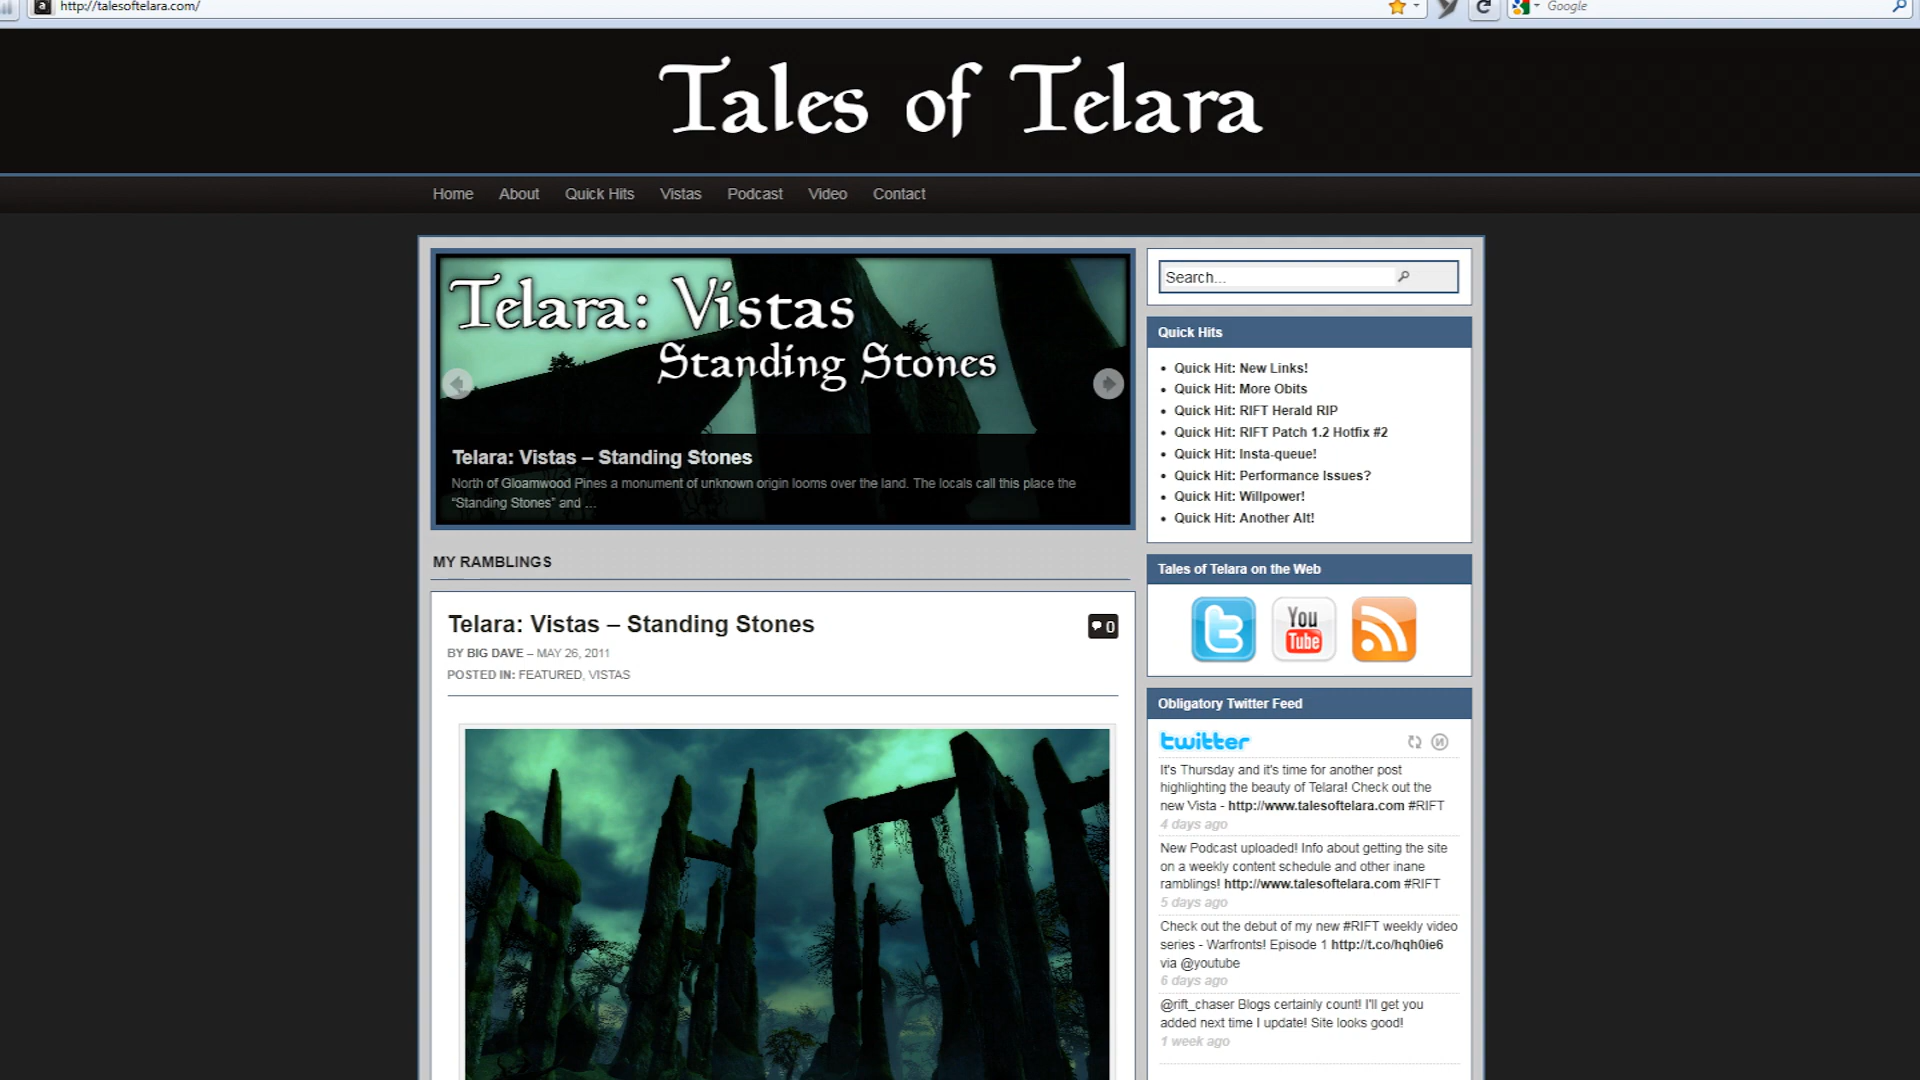 http://talesoftelara.com/
Google
Tales of Telara
Home About Quick Hits Vistas Podcast Video Contact
Telara: Vistas
Standing Stones
Telara: Vistas – Standing Stones
North of Gloamwood Pines a monument of unknown origin looms over the land. The locals call this place the
“Standing Stones” and ...
MY RAMBLINGS
Telara: Vistas – Standing Stones
0
BY BIG DAVE – MAY 26, 2011
POSTED IN: FEATURED, VISTAS
Search...
Quick Hits
Quick Hit: New Links!
Quick Hit: More Obits
Quick Hit: RIFT Herald RIP
Quick Hit: RIFT Patch 1.2 Hotfix #2
Quick Hit: Insta-queue!
Quick Hit: Performance Issues?
Quick Hit: Willpower!
Quick Hit: Another Alt!
Tales of Telara on the Web
You
Tube
Obligatory Twitter Feed
twitter
It's Thursday and it's time for another post
highlighting the beauty of Telara! Check out the
new Vista - http://www.talesoftelara.com #RIFT
4 days ago
New Podcast uploaded! Info about getting the site
on a weekly content schedule and other inane
ramblings! http://www.talesoftelara.com #RIFT
5 days ago
Check out the debut of my new #RIFT weekly video
series - Warfronts! Episode 1 http://t.co/hqh0ie6
via @youtube
6 days ago
@rift_chaser Blogs certainly count! I'll get you
added next time I update! Site looks good!
1 week ago